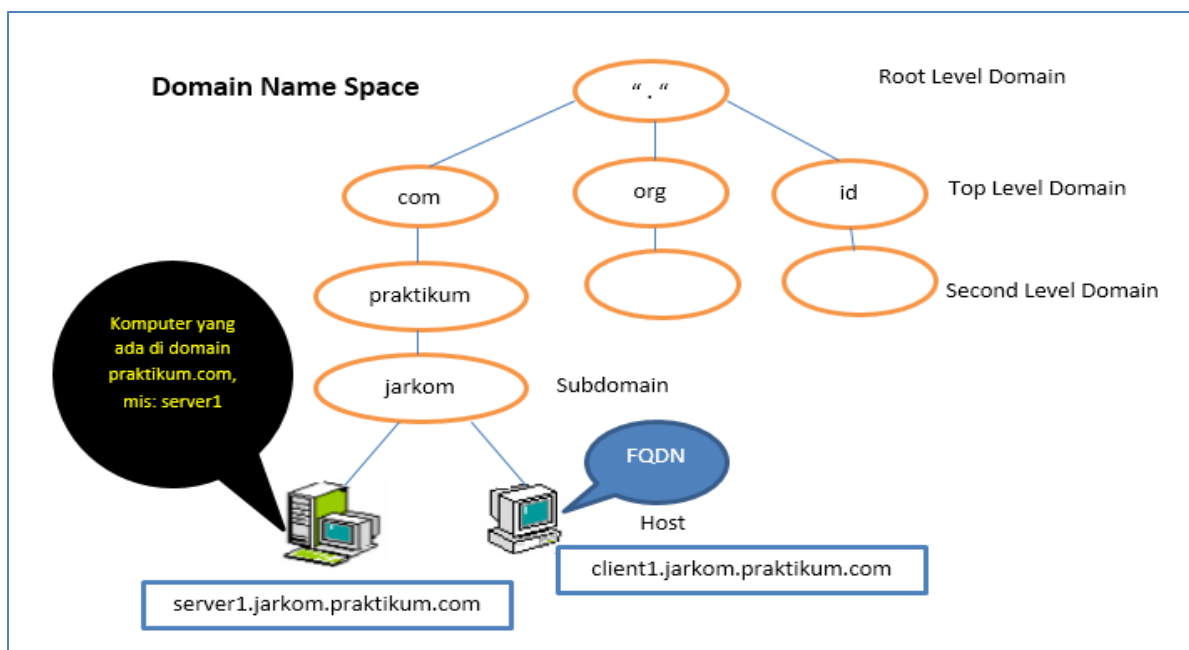 Domain Name Space
“ . “
Root Level Domain
com
org
id
Top Level Domain
praktikum
Second Level Domain
Komputer yang
ada di domain
praktikum.com,
mis: server1
jarkom
Subdomain
FQDN
Host
client1.jarkom.praktikum.com
server1.jarkom.praktikum.com